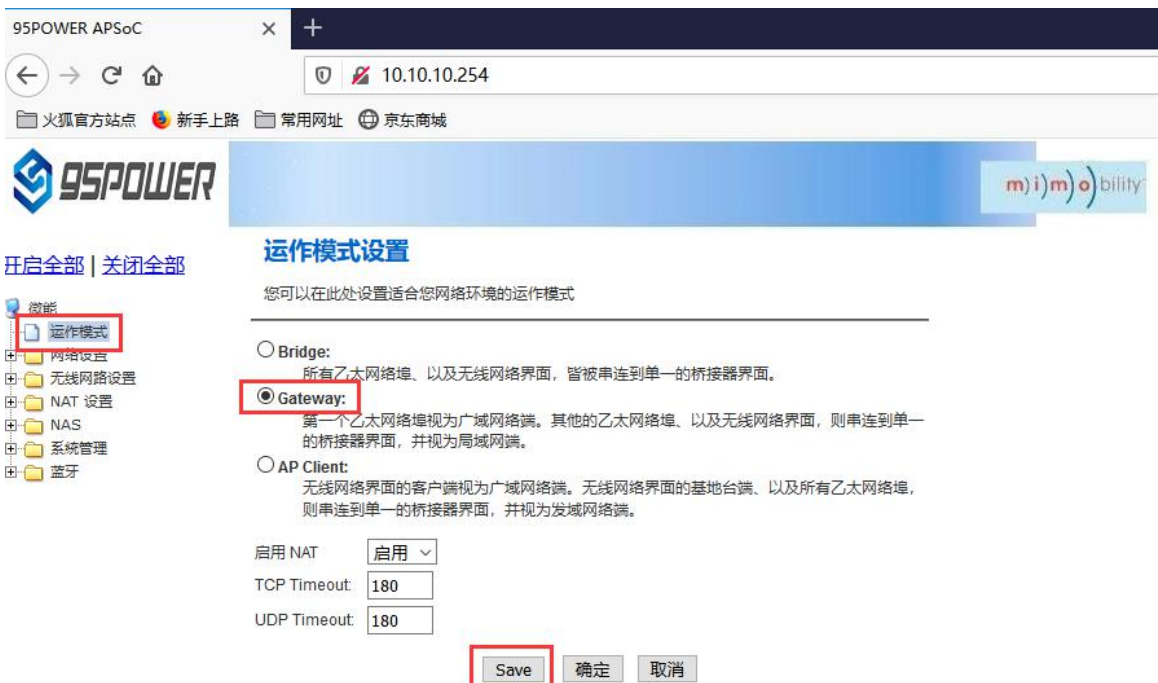 95POWER APSoC
10.10.10.254
火狐官方站点 新手上路 常用网址 京东商城
95POWER
m)i)m)o)bility
开启全部 | 关闭全部
运作模式设置
您可以在此处设置适合您网络环境的运作模式
微能
运作模式
网络设置
无线网路设置
NAT 设置
NAS
系统管理
蓝牙
Bridge:
所有乙太网络埠、以及无线网络界面，皆被串连到单一的桥接器界面。
Gateway:
第一个乙太网络埠视为广域网络端。其他的乙太网络埠、以及无线网络界面，则串连到单一
的桥接器界面，并视为局域网端。
AP Client:
无线网络界面的客户端视为广域网络端。无线网络界面的基地台端、以及所有乙太网络埠，
则串连到单一的桥接器界面，并视为发域网络端。
启用 NAT 启用
TCP Timeout: 180
UDP Timeout: 180
Save 确定 取消